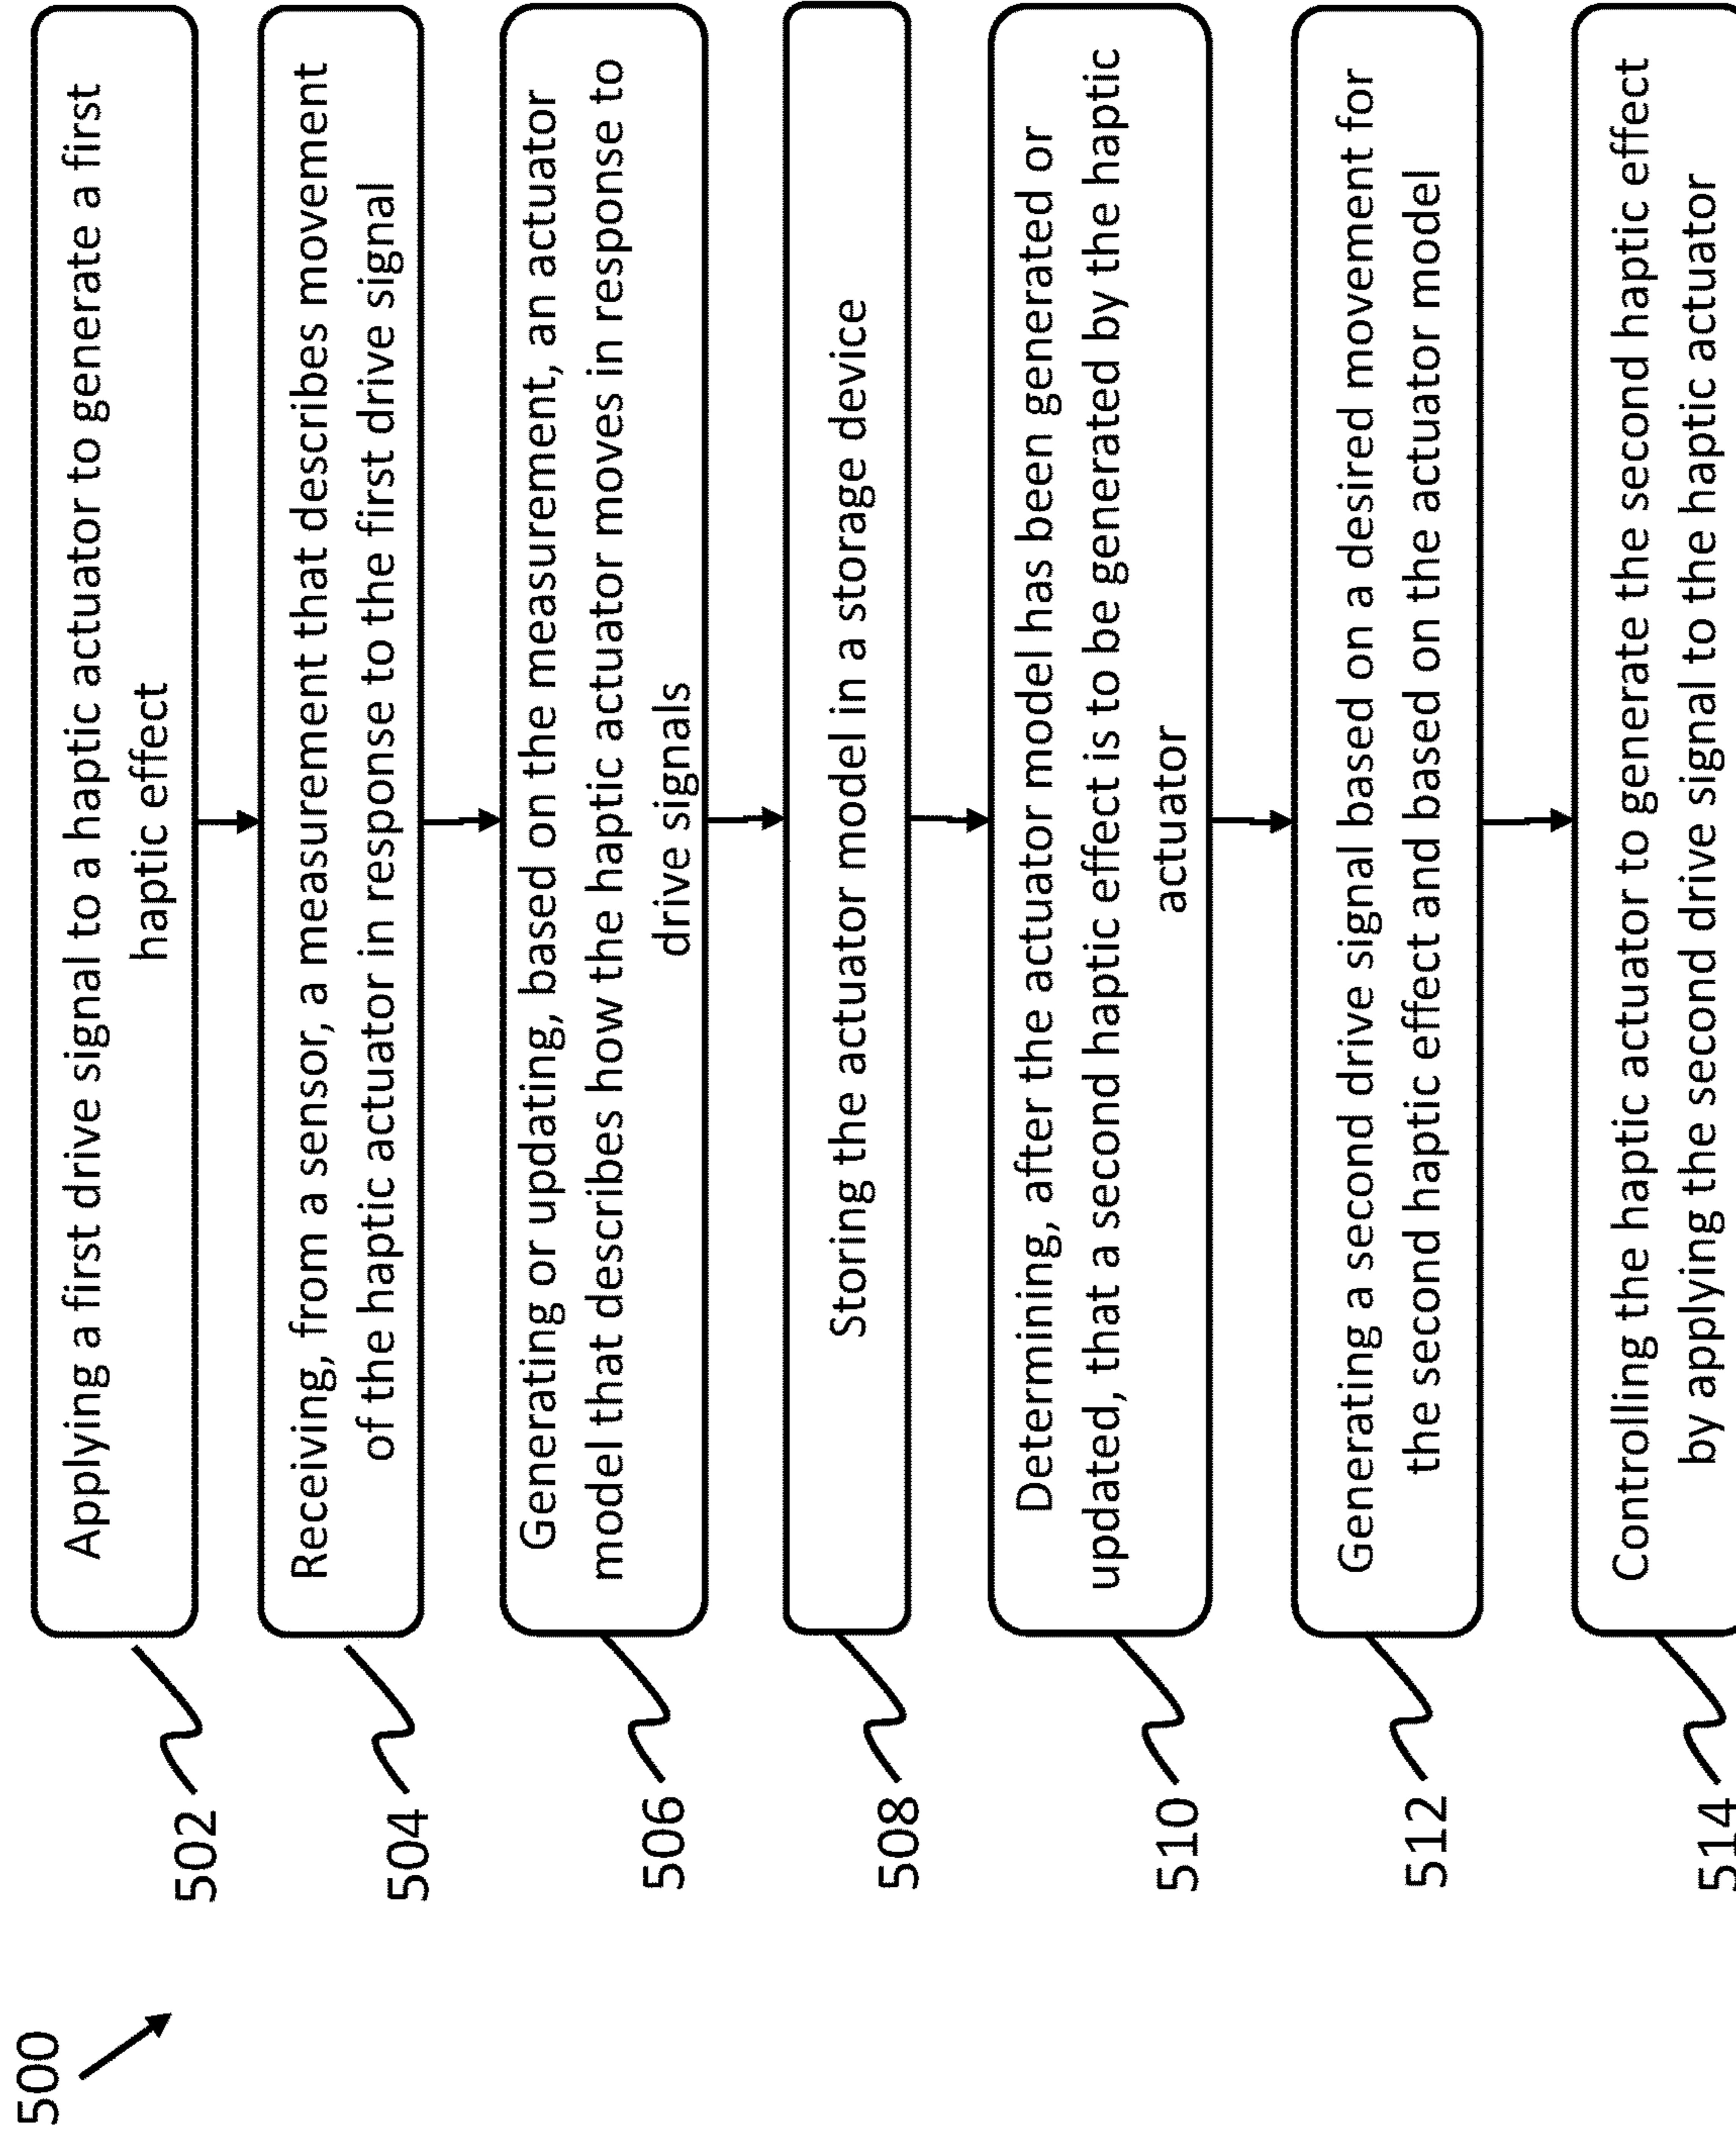 500
502
Applying a first drive signal to a haptic actuator to generate a first
haptic effect
504
Receiving, from a sensor, a measurement that describes movement
of the haptic actuator in response to the first drive signal
506
Generating or updating, based on the measurement, an actuator
model that describes how the haptic actuator moves in response to
drive signals
508
Storing the actuator model in a storage device
510
Determining, after the actuator model has been generated or
updated, that a second haptic effect is to be generated by the haptic
actuator
512
Generating a second drive signal based on a desired movement for
the second haptic effect and based on the actuator model
514
Controlling the haptic actuator to generate the second haptic effect
by applying the second drive signal to the haptic actuator